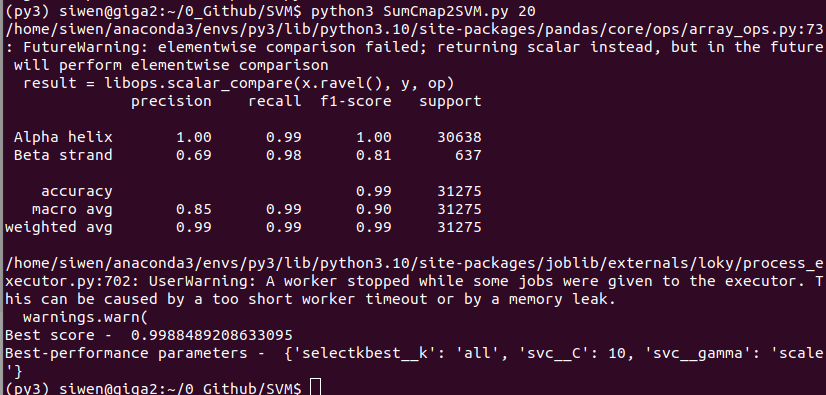 (py3) siwen@giga2:~/0_Github/SVM$ python3 SumCmap2SVM.py 20
/home/siwen/anaconda3/envs/py3/lib/python3.10/site-packages/pandas/core/ops/array_ops.py:73
: FutureWarning: elementwise comparison failed; returning scalar instead, but in the future
 will perform elementwise comparison
  result = libops.scalar_compare(x.ravel(), y, op)
              precision    recall  f1-score   support
 Alpha helix       1.00      0.99      1.00     30638
 Beta strand       0.69      0.98      0.81       637
    accuracy                           0.99     31275
   macro avg       0.85      0.99      0.90     31275
weighted avg       0.99      0.99      0.99     31275
/home/siwen/anaconda3/envs/py3/lib/python3.10/site-packages/joblib/externals/loky/process_e
xecutor.py:702: UserWarning: A worker stopped while some jobs were given to the executor. T
his can be caused by a too short worker timeout or by a memory leak.
  warnings.warn(
Best score -  0.9988489208633095
Best-performance parameters -  {'selectkbest__k': 'all', 'svc__C': 10, 'svc__gamma': 'scale
'}
(py3) siwen@giga2:~/0_Github/SVM$